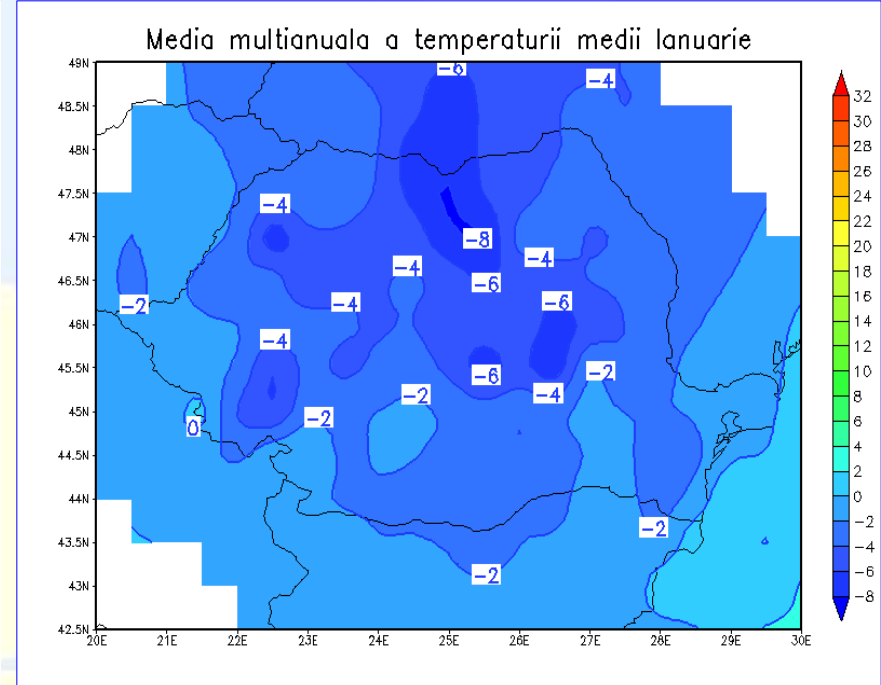 Media multianuala a temperaturii medii Ianuarie
49N
48.5N
48N
47.5N
47N
46.5N
46N
45.5N
45N
44.5N
44N
43.5N
43N
42.5N
20E 21E 22E 23E 24E 25E 26E 27E 28E 29E 30E
-6
-4
-4
-8
-4
-4
-6
-2
-4
-6
-4
-6
-2
-4
-2
-2
0
-2
-2
32
30
28
26
24
22
20
18
16
14
12
10
8
6
4
2
0
-2
-4
-6
-8